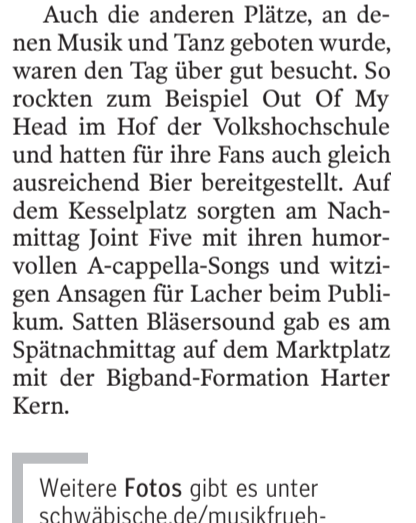 Auch die anderen Plätze, an de-
nen Musik und Tanz geboten wurde,
waren den Tag über gut besucht. So
rockten zum Beispiel Out Of My
Head im Hof der Volkshochschule
und hatten für ihre Fans auch gleich
ausreichend Bier bereitgestellt. Auf
dem Kesselplatz sorgten am Nach-
mittag Joint Five mit ihren humor-
vollen A-cappella-Songs und witzi-
gen Ansagen für Lacher beim Publi-
kum. Satten Bläsersound gab es am
Spätnachmittag auf dem Marktplatz
mit der Bigband-Formation Harter
Kern.
Weitere Fotos gibt es unter
schwäbische.de/musikfrueh-